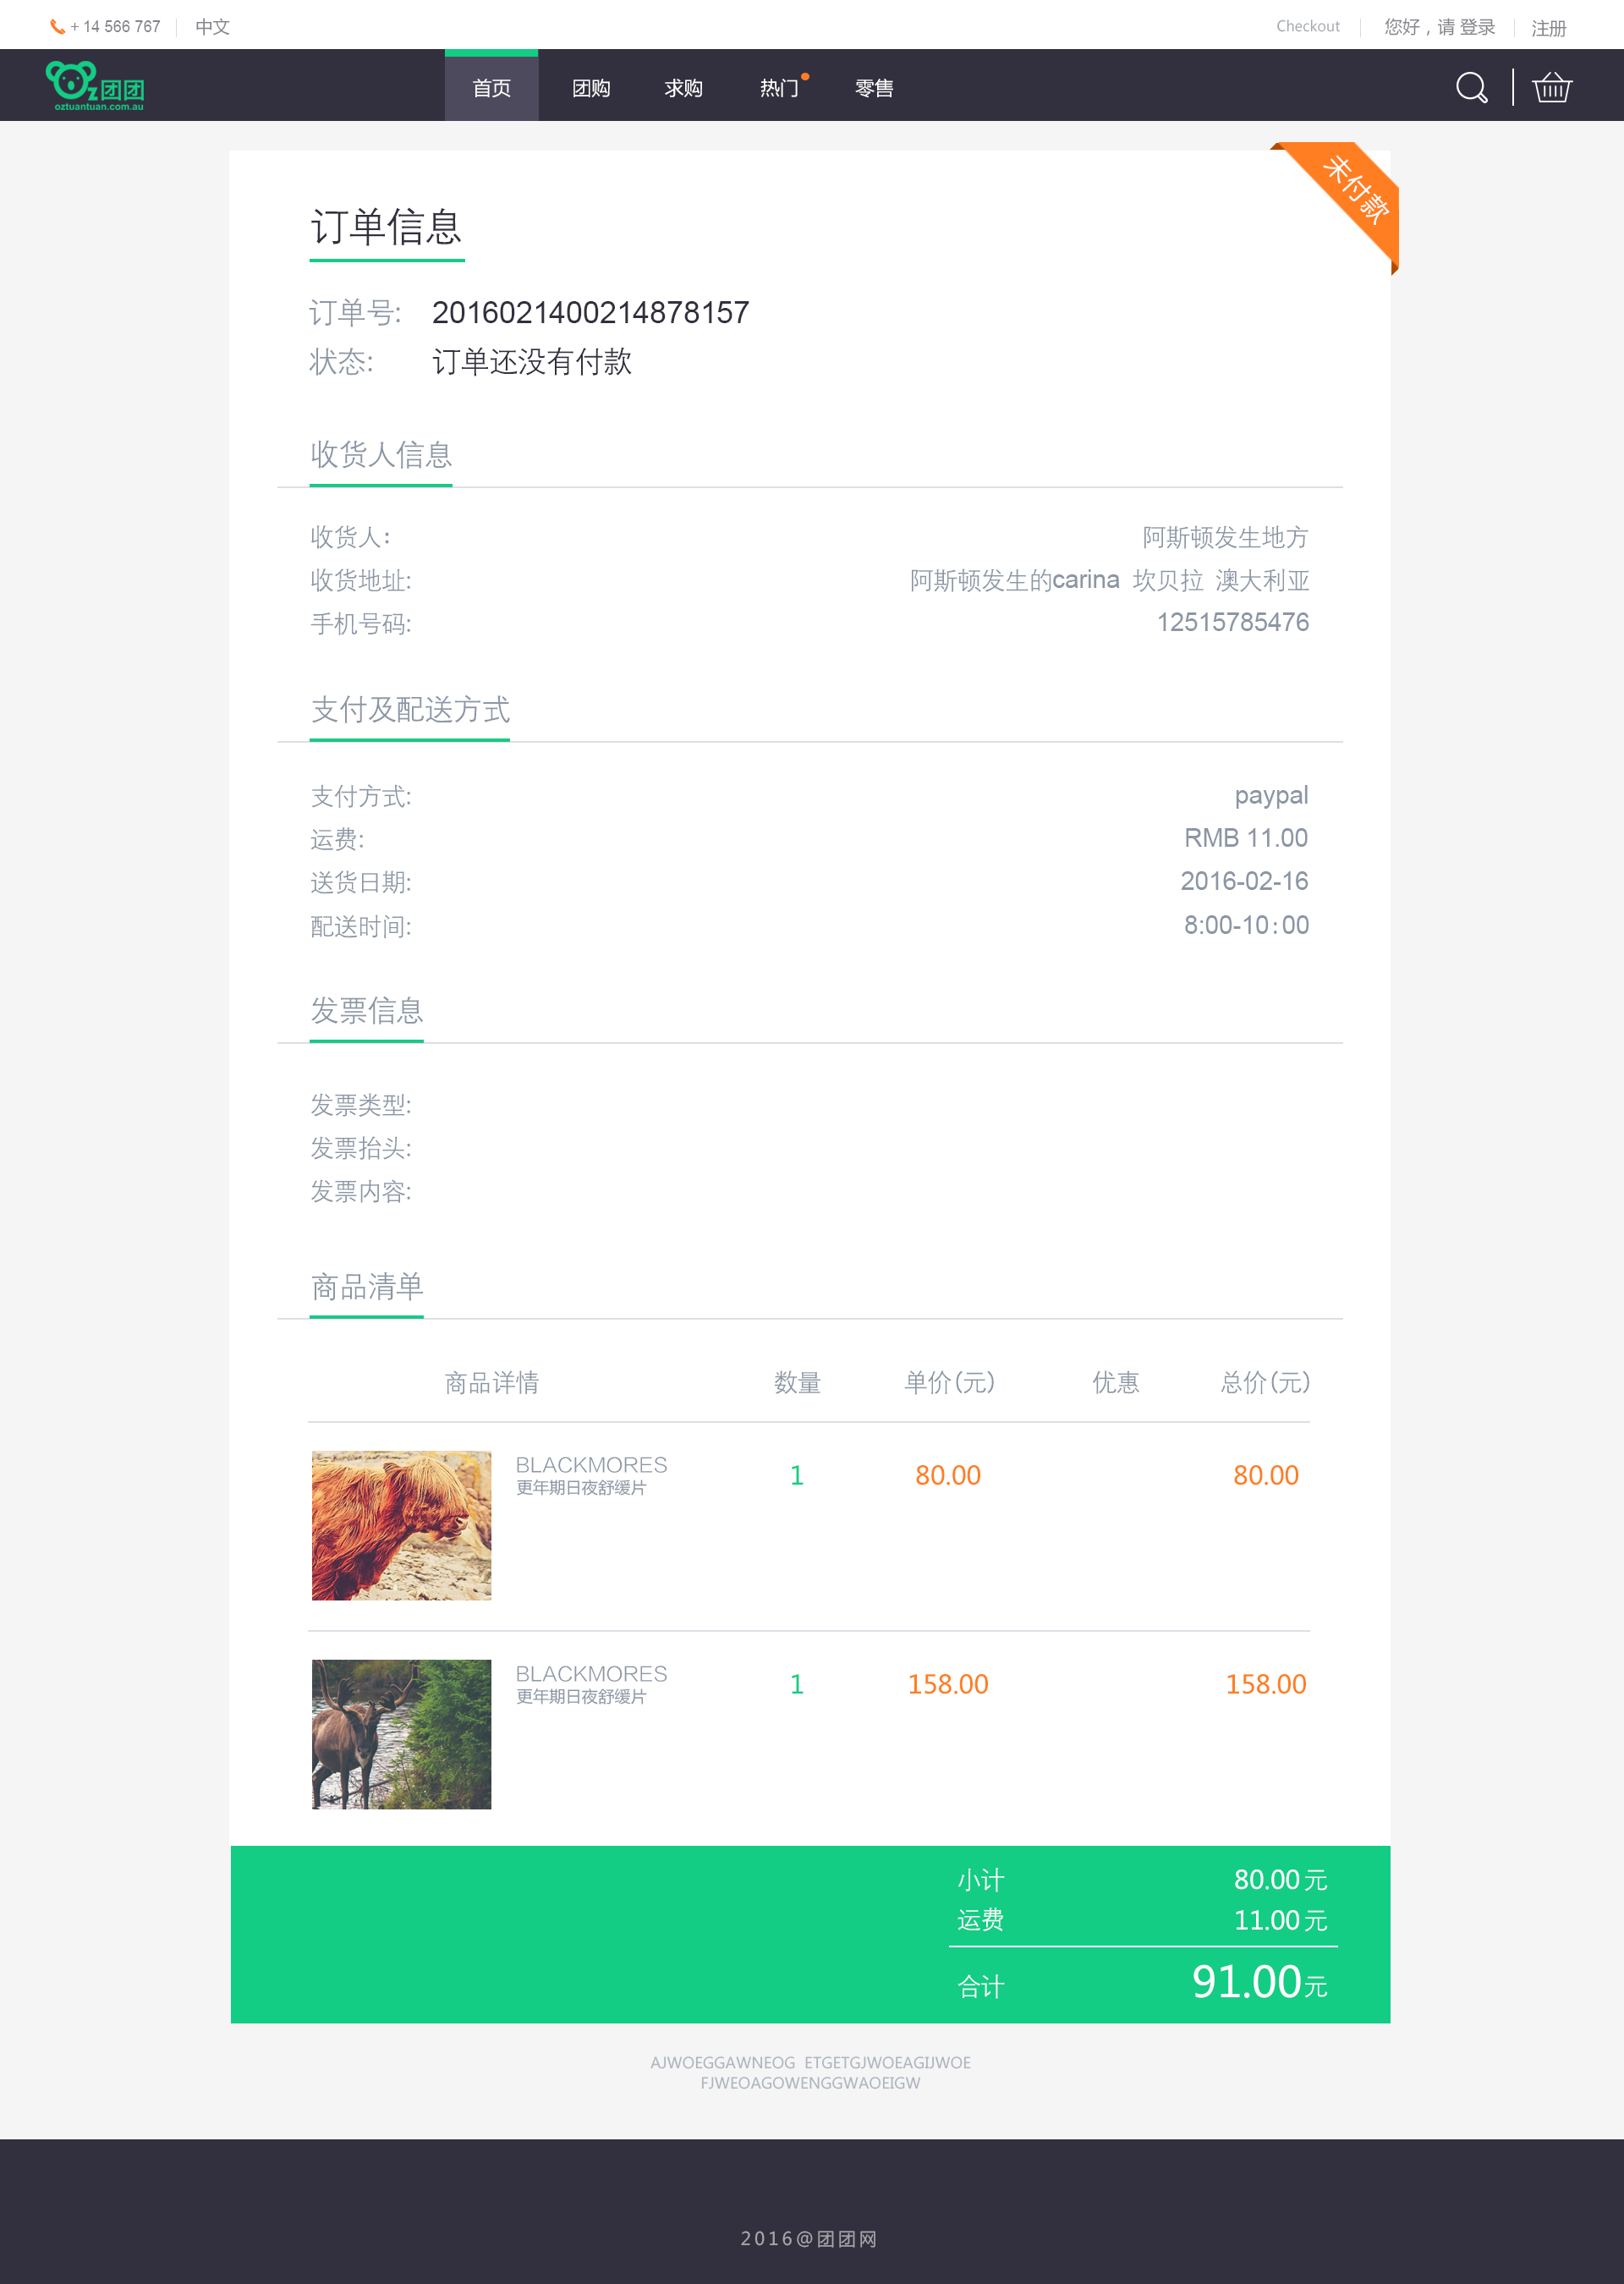 + 14 566 767 中文 Checkout 您好，请 登录 注册
z团团
oztuantuan.com.au
首页 团购 求购 热门 零售
未付款
订单信息
订单号: 2016021400214878157
状态: 订单还没有付款
收货人信息
收货人: 阿斯顿发生地方
收货地址: 阿斯顿发生的carina 坎贝拉 澳大利亚
手机号码: 12515785476
支付及配送方式
支付方式: paypal
运费: RMB 11.00
送货日期: 2016-02-16
配送时间: 8:00-10：00
发票信息
发票类型:
发票抬头:
发票内容:
商品清单
商品详情 数量 单价(元) 优惠 总价(元)
BLACKMORES 1 80.00 80.00
更年期日夜舒缓片
BLACKMORES 1 158.00 158.00
更年期日夜舒缓片
小计 80.00元
运费 11.00元
合计 91.00元
AJWOEGGAWNEOG ETGETGJWOEAGIJWOE
FJWEOAGOWENGGWAOEIGW
2016@团团网